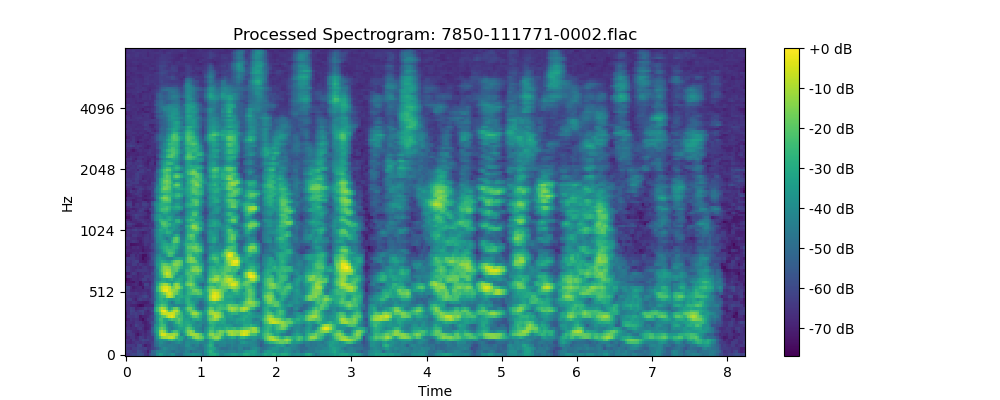 Processed Spectrogram: 7850-111771-0002.flac
Hz
4096
2048
1024
512
0
0 1 2 3 4 5 6 7 8
Time
+0 dB
-10 dB
-20 dB
-30 dB
-40 dB
-50 dB
-60 dB
-70 dB